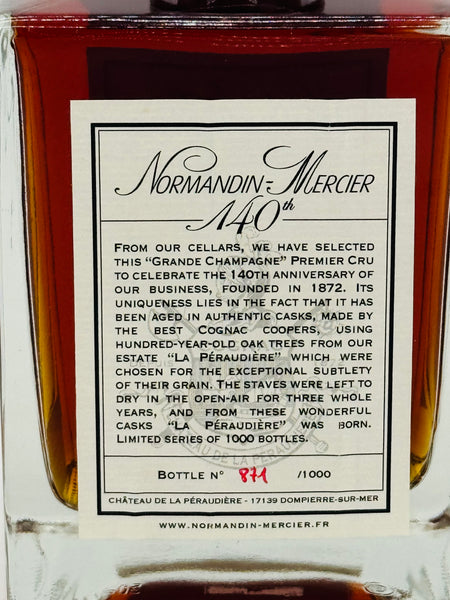 NORMANDIN-MERCIER
140th
FROM OUR CELLARS, WE HAVE SELECTED
THIS "GRANDE CHAMPAGNE" PREMIER CRU
TO CELEBRATE THE 140TH ANNIVERSARY OF
OUR BUSINESS, FOUNDED IN 1872. ITS
UNIQUENESS LIES IN THE FACT THAT IT HAS
BEEN AGED IN AUTHENTIC CASKS, MADE BY
THE BEST COGNAC COOPERS, USING
HUNDRED-YEAR-OLD OAK TREES FROM OUR
ESTATE "LA PÉRAUDIÈRE" WHICH WERE
CHOSEN FOR THE EXCEPTIONAL SUBTLETY
OF THEIR GRAIN. THE STAVES WERE LEFT TO
DRY IN THE OPEN-AIR FOR THREE WHOLE
YEARS, AND FROM THESE WONDERFUL
CASKS "LA PÉRAUDIÈRE" WAS BORN.
LIMITED SERIES OF 1000 BOTTLES.
BOTTLE N° 871 /1000
CHÂTEAU DE LA PÉRAUDIÈRE - 17139 DOMPIERRE-SUR-MER
WWW.NORMANDIN-MERCIER.FR